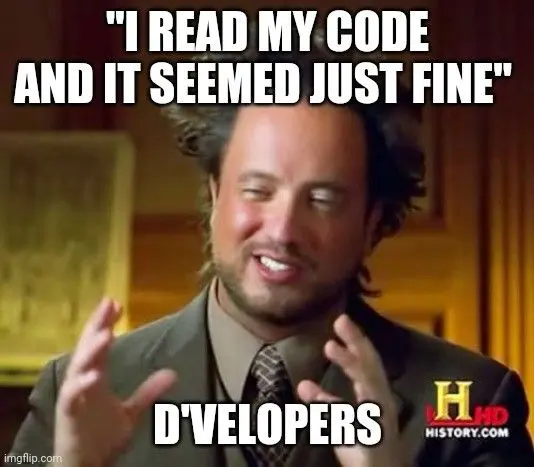 "I READ MY CODE
AND IT SEEMED JUST FINE"
D'VELOPERS
H
HD
HISTORY.COM
imgflip.com